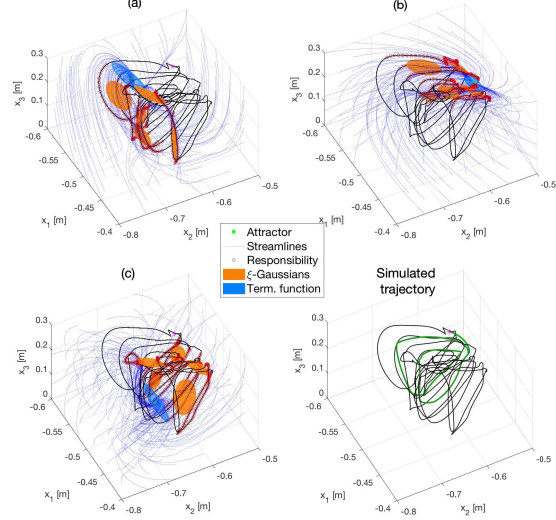 (a)
0.3
0.2
0.1
0
-0.6
-0.55
-0.5
-0.45
-0.4
-0.8
-0.7
-0.6
-0.5
x3 [m]
x1 [m]
x2 [m]
(b)
0.3
0.2
0.1
0
-0.6
-0.55
-0.5
-0.45
-0.4
-0.8
-0.7
-0.6
-0.5
x3 [m]
x1 [m]
x2 [m]
Attractor
Streamlines
Responsibility
ξ-Gaussians
Term. function
(c)
0.3
0.2
0.1
0
-0.6
-0.55
-0.5
-0.45
-0.4
-0.8
-0.7
-0.6
-0.5
x3 [m]
x1 [m]
x2 [m]
Simulated
trajectory
0.3
0.2
0.1
0
-0.6
-0.55
-0.5
-0.45
-0.4
-0.8
-0.7
-0.6
-0.5
x3 [m]
x1 [m]
x2 [m]